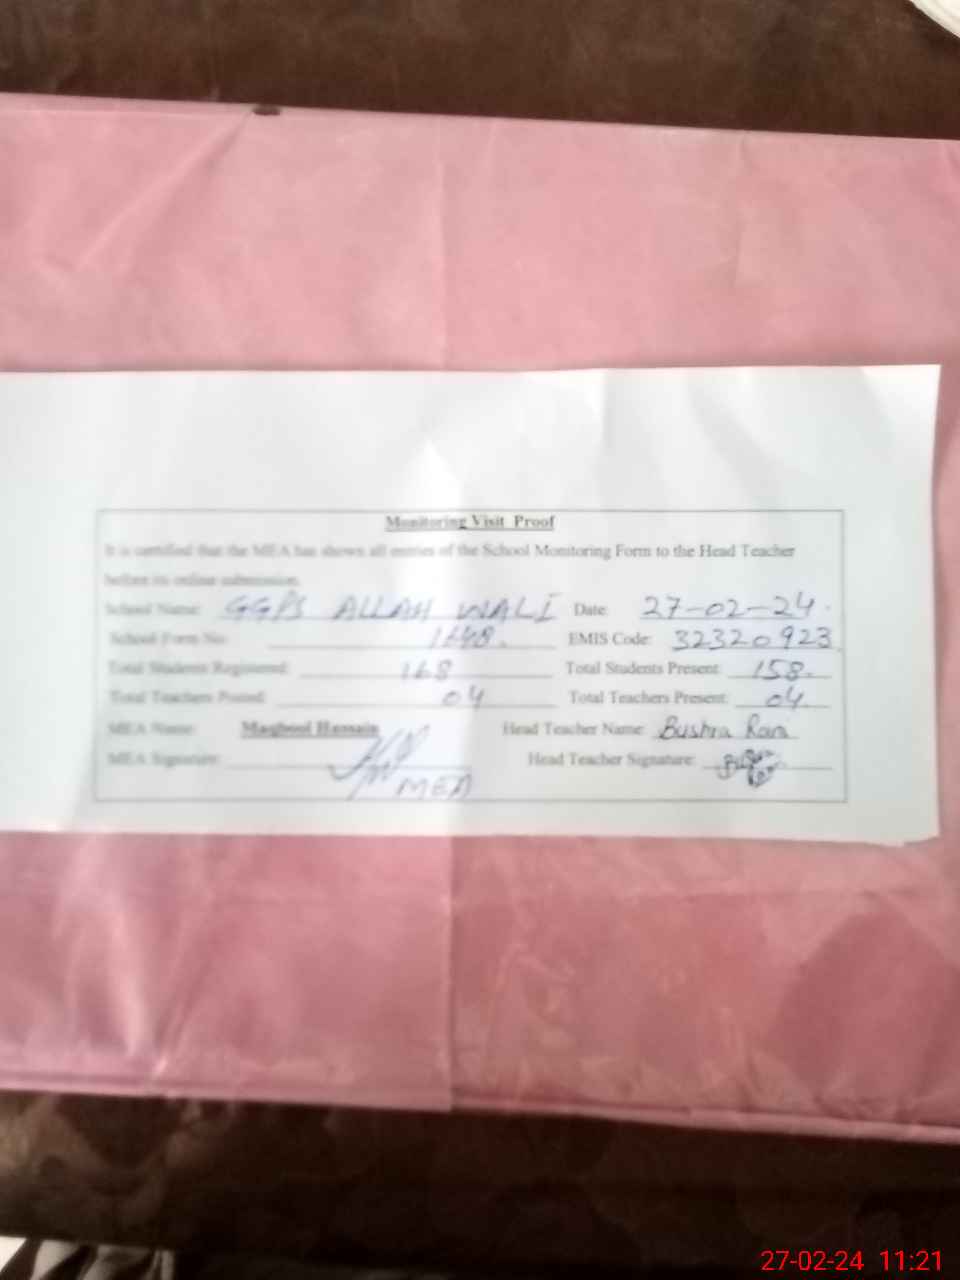 Monitoring Visit Proof
It is certified that the MEA has shown all entries of the School Monitoring Form to the Head Teacher
before its online submission.
School Name: GGPS ALLAH WALI Date: 27-02-24.
School Form No: 1648. EMIS Code: 32320923
Total Students Registered: 168 Total Students Present: 158.
Total Teachers Posted: 04 Total Teachers Present: 04.
MEA Name: Maqbool Hussain Head Teacher Name: Bushra Rani
MEA Signature: MEA Head Teacher Signature: Bushra
27-02-24 11:21